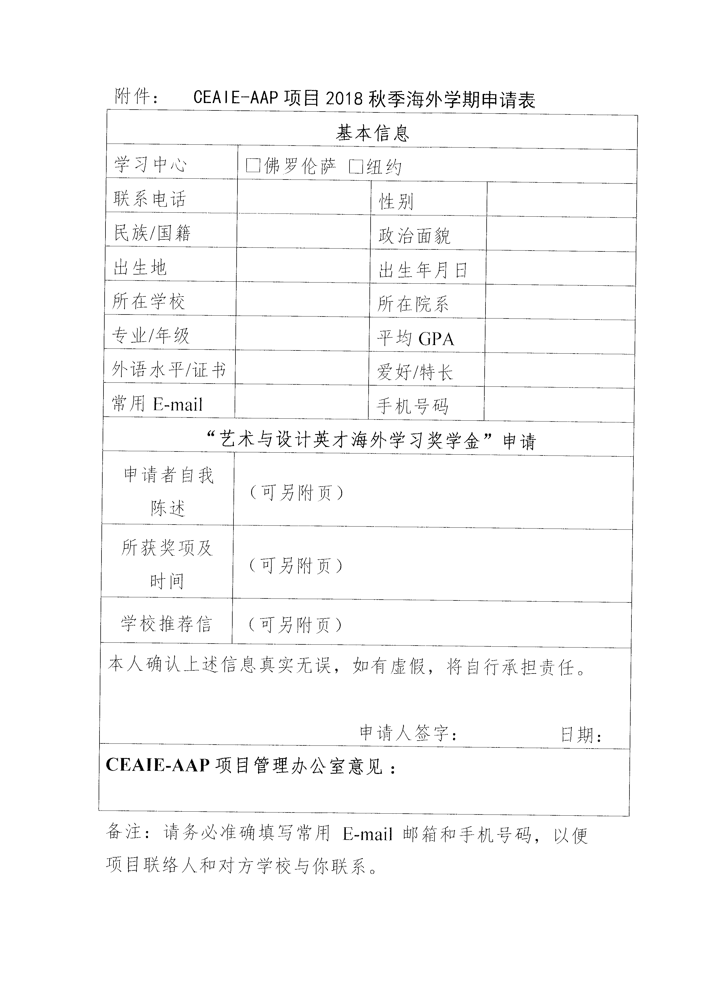 附件： CEAIE-AAP 项目 2018 秋季海外学期申请表
基本信息
学习中心 □佛罗伦萨 □纽约
联系电话 性别
民族/国籍 政治面貌
出生地 出生年月日
所在学校 所在院系
专业/年级 平均 GPA
外语水平/证书 爱好/特长
常用 E-mail 手机号码
“艺术与设计英才海外学习奖学金”申请
申请者自我
陈述
（可另附页）
所获奖项及
时间
（可另附页）
学校推荐信 （可另附页）
本人确认上述信息真实无误，如有虚假，将自行承担责任。
申请人签字： 日期：
CEAIE-AAP 项目管理办公室意见：
备注：请务必准确填写常用 E-mail 邮箱和手机号码，以便
项目联络人和对方学校与你联系。